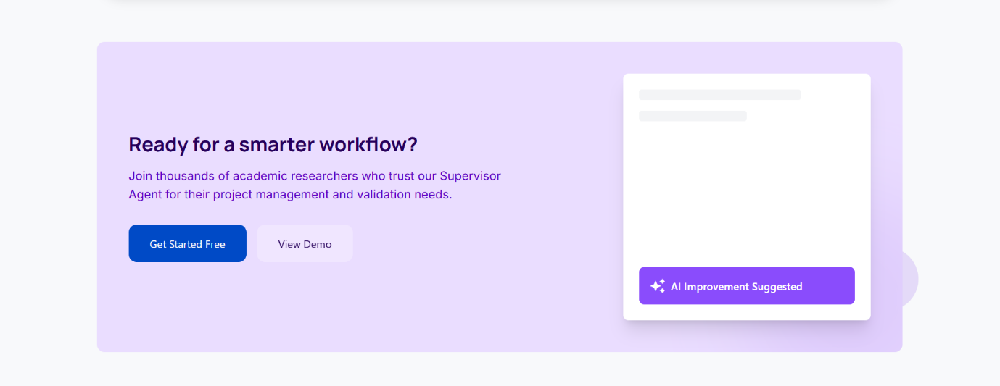 Ready for a smarter workflow?
Join thousands of academic researchers who trust our Supervisor
Agent for their project management and validation needs.
Get Started Free
View Demo
AI Improvement Suggested